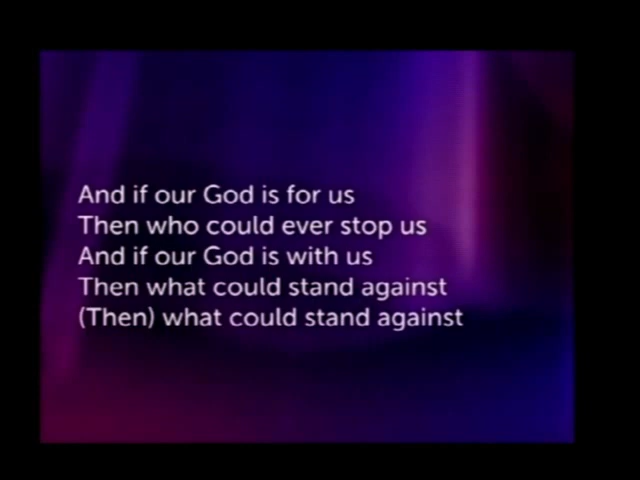 And if our God is for us
Then who could ever stop us
And if our God is with us
Then what could stand against
(Then) what could stand against